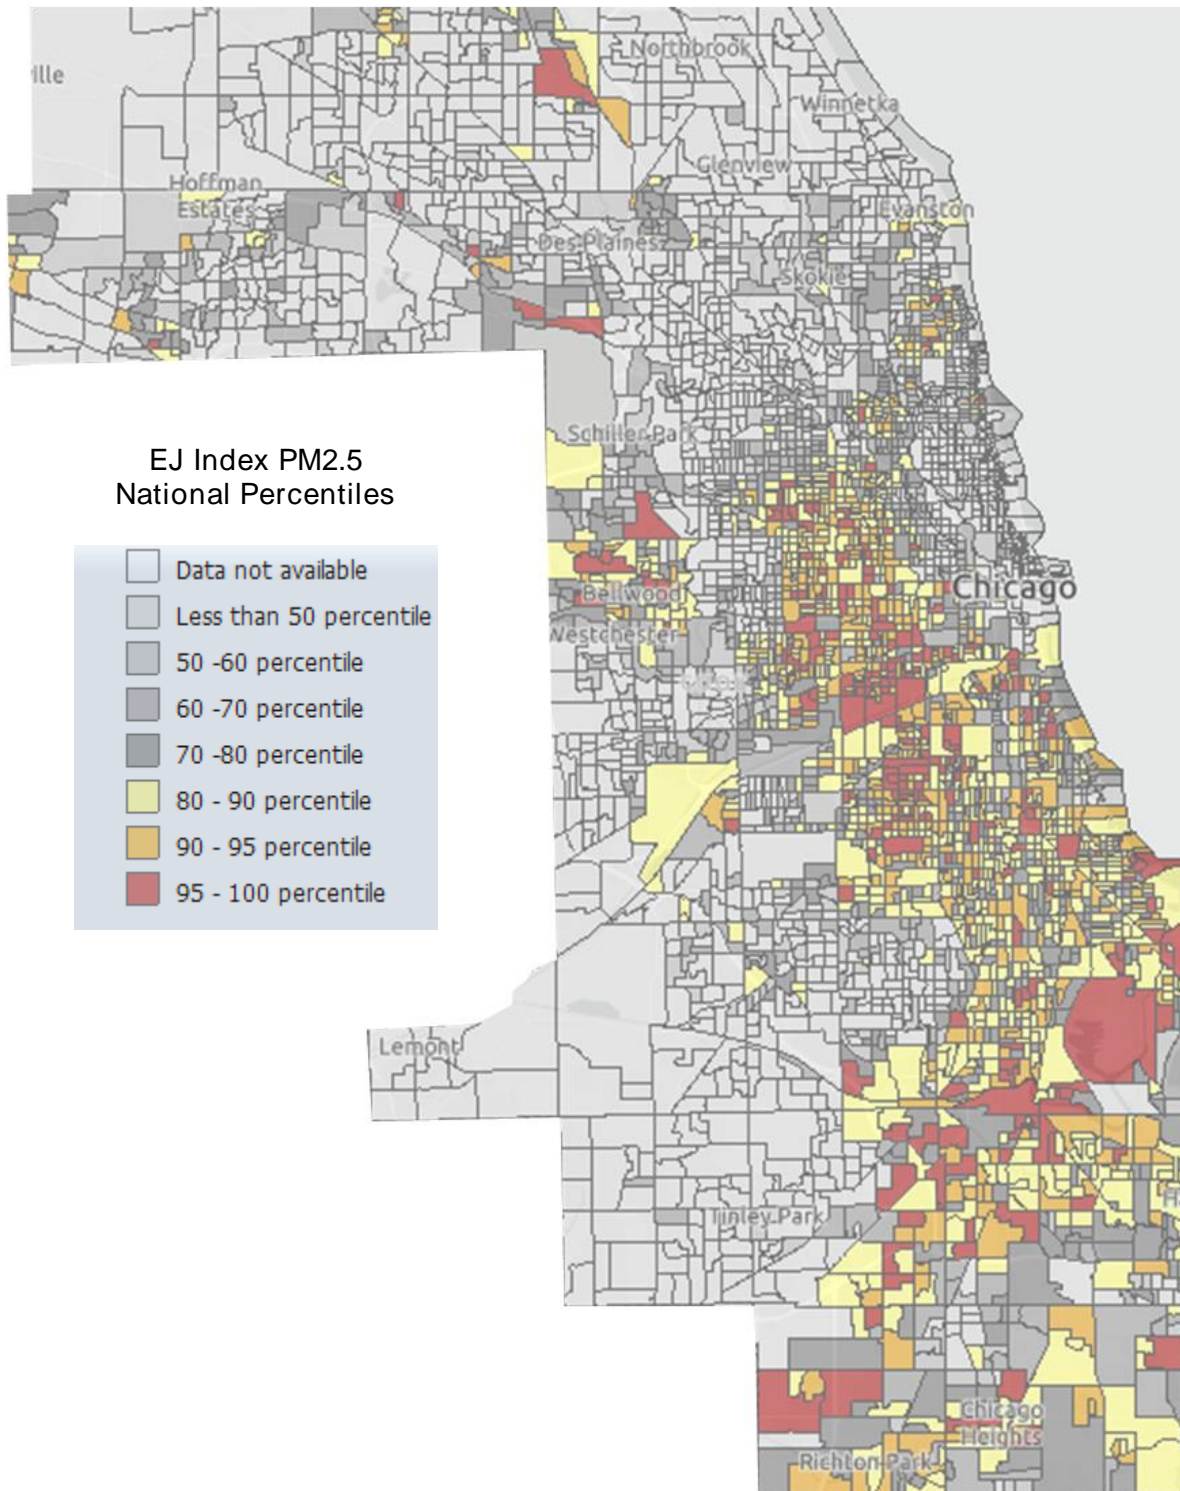 Northbrook
ille
Winnetka
Glenview
Hoffman
Estates
Evanston
Des Plaines
Skokie
Schiller Park
EJ Index PM2.5
National Percentiles
Data not available
Less than 50 percentile
50 -60 percentile
60 -70 percentile
70 -80 percentile
80 - 90 percentile
90 - 95 percentile
95 - 100 percentile
Chicago
Bellwood
Westchester
Lemont
Tinley Park
Ha
Chicago
Heights
Richton Park